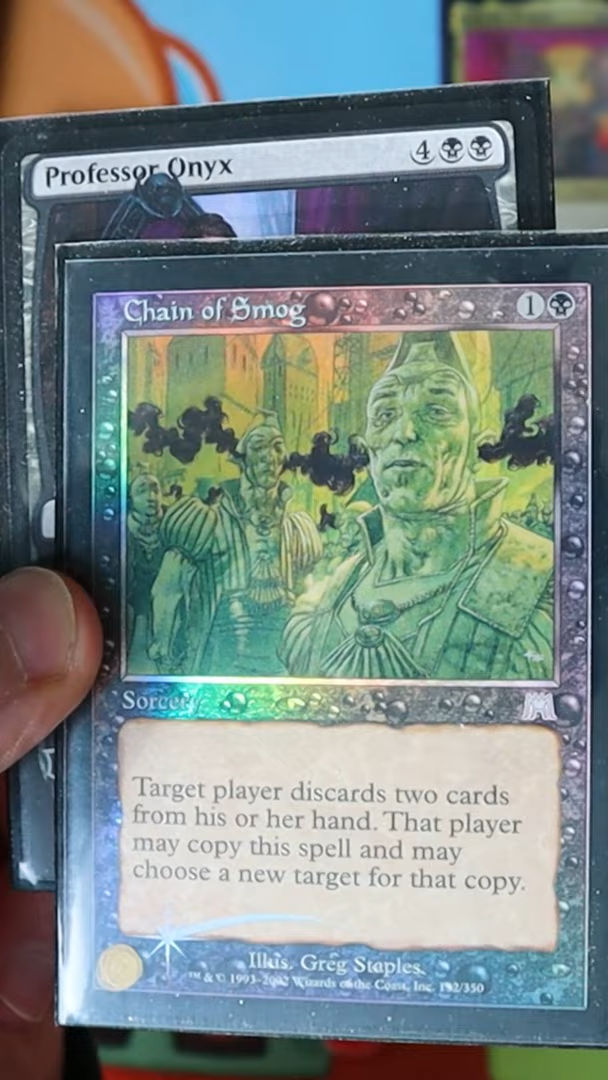 Professor Onyx 4
Chain of Smog 1
Sorcery
Target player discards two cards
from his or her hand. That player
may copy this spell and may
choose a new target for that copy.
Illus. Greg Staples
™ & © 1993-2002 Wizards of the Coast, Inc. 132/350